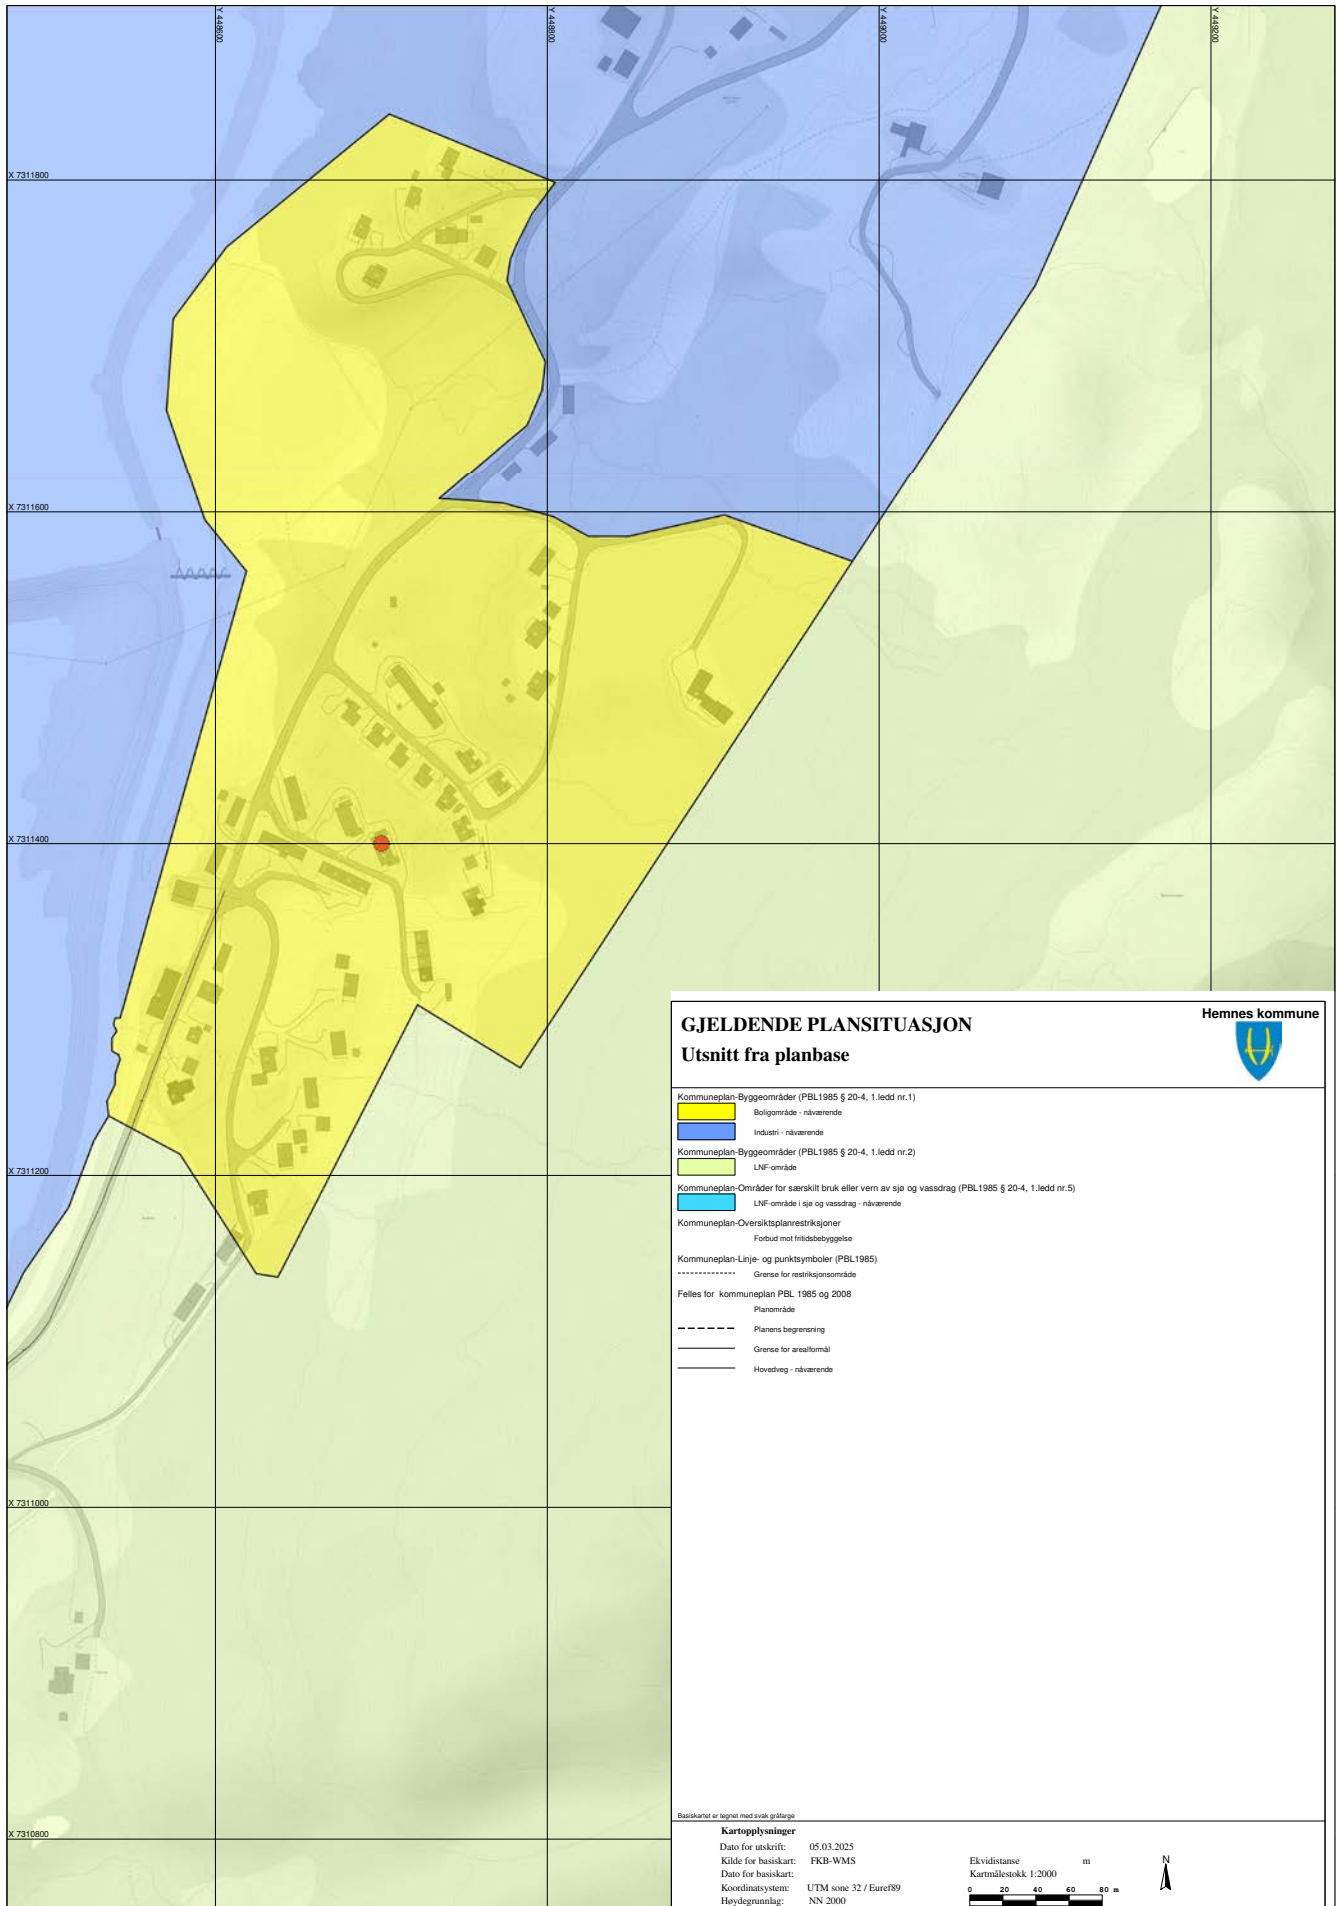 Y 448600
Y 448800
Y 449000
Y 449200
X 7311800
X 7311600
X 7311400
X 7311200
X 7311000
X 7310800
GJELDENDE PLANSITUASJON
Utsnitt fra planbase
Hemnes kommune
Kommuneplan-Byggeområder (PBL1985 § 20-4, 1.ledd nr.1)
Boligområde - nåværende
Industri - nåværende
Kommuneplan-Byggeområder (PBL1985 § 20-4, 1.ledd nr.2)
LNF-område
Kommuneplan-Områder for særskilt bruk eller vern av sjø og vassdrag (PBL1985 § 20-4, 1.ledd nr.5)
LNF-område i sjø og vassdrag - nåværende
Kommuneplan-Oversiktsplanrestriksjoner
Forbud mot fritidsbebyggelse
Kommuneplan-Linje- og punktsymboler (PBL1985)
Grense for restriksjonsområde
Felles for kommuneplan PBL 1985 og 2008
Planområde
Planens begrensning
Grense for arealformål
Hovedveg - nåværende
Basiskartet er tegnet med svak gråfarge
Kartopplysninger
Dato for utskrift: 05.03.2025
Kilde for basiskart: FKB-WMS
Dato for basiskart:
Koordinatsystem: UTM sone 32 / Euref89
Høydegrunnlag: NN 2000
Ekvidistanse m
Kartmålestokk 1:2000
0 20 40 60 80 m
N